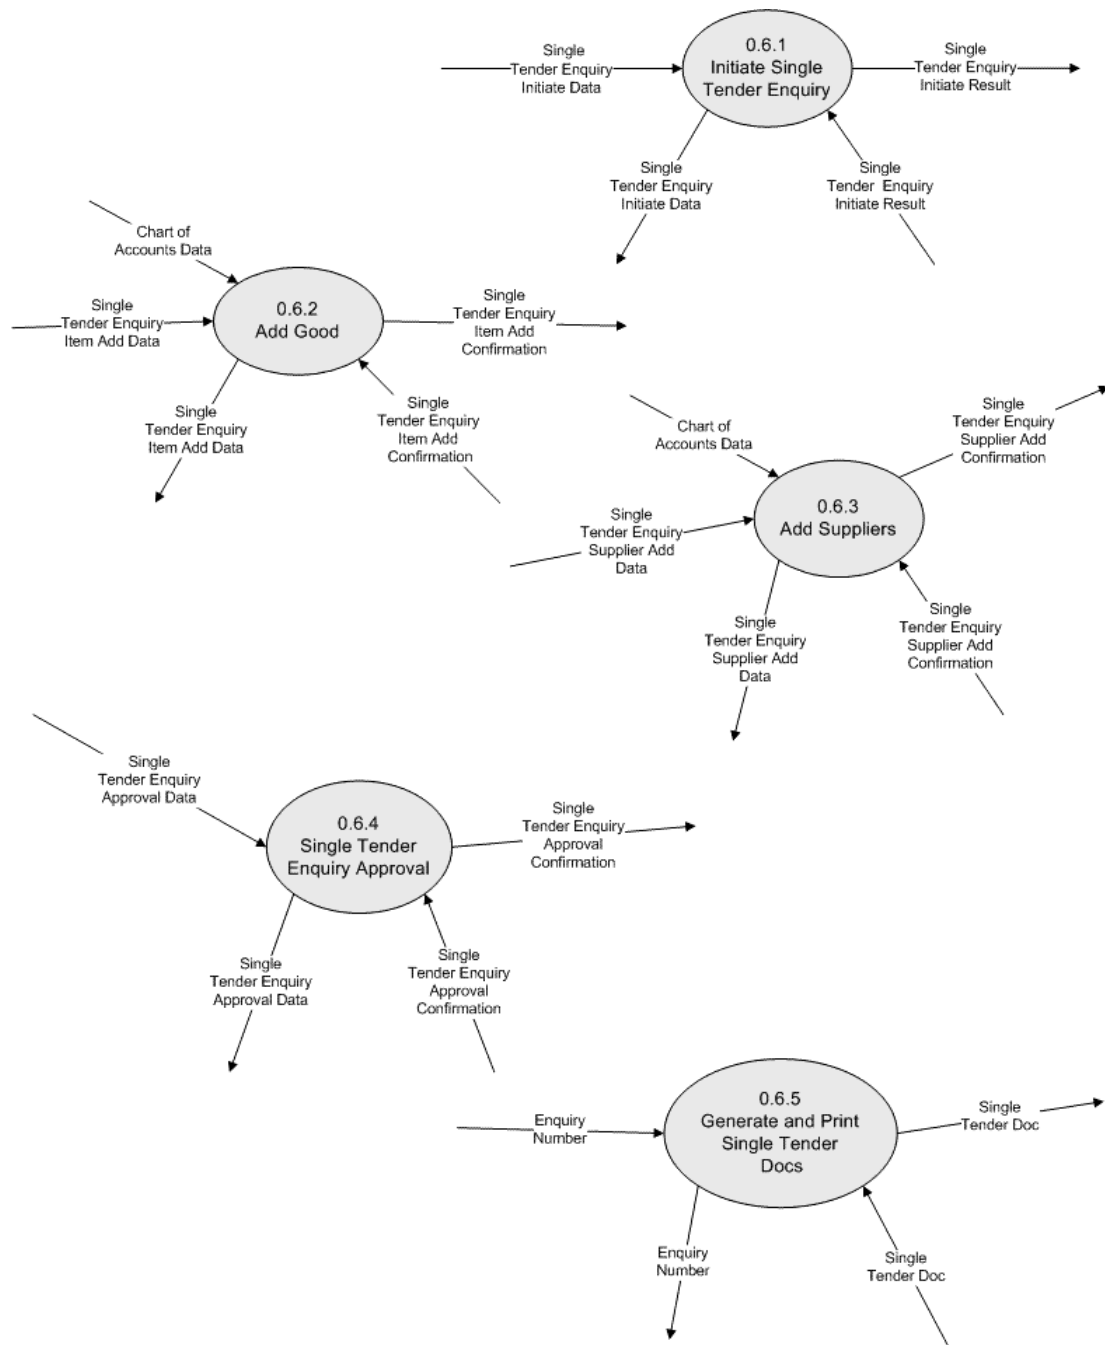 0.6.1
Initiate Single
Tender Enquiry
Single
Tender Enquiry
Initiate Data
Single
Tender Enquiry
Initiate Result
Single
Tender Enquiry
Initiate Data
Single
Tender Enquiry
Initiate Result
Chart of
Accounts Data
0.6.2
Add Good
Single
Tender Enquiry
Item Add Data
Single
Tender Enquiry
Item Add
Confirmation
Single
Tender Enquiry
Item Add Data
Single
Tender Enquiry
Item Add
Confirmation
Chart of
Accounts Data
Single
Tender Enquiry
Supplier Add
Confirmation
0.6.3
Add Suppliers
Single
Tender Enquiry
Supplier Add
Data
Single
Tender Enquiry
Supplier Add
Data
Single
Tender Enquiry
Supplier Add
Confirmation
Single
Tender Enquiry
Approval Data
0.6.4
Single Tender
Enquiry Approval
Single
Tender Enquiry
Approval
Confirmation
Single
Tender Enquiry
Approval Data
Single
Tender Enquiry
Approval
Confirmation
Enquiry
Number
0.6.5
Generate and Print
Single Tender
Docs
Single
Tender Doc
Enquiry
Number
Single
Tender Doc